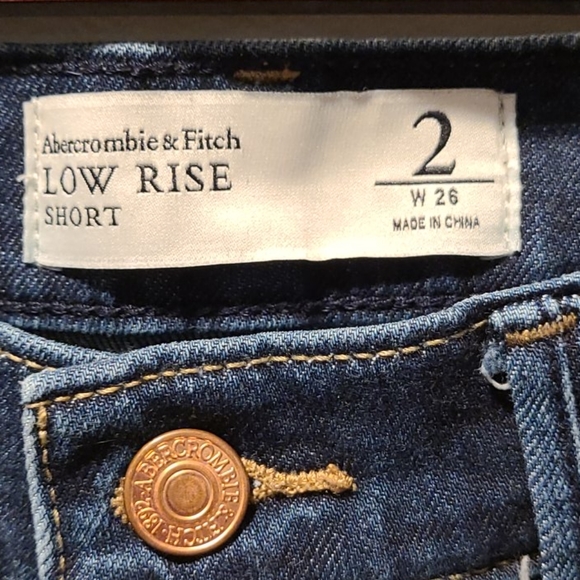 Abercrombie & Fitch
LOW RISE
SHORT
2
W 26
MADE IN CHINA
ABERCROMBIE & FITCH · 1892 ·